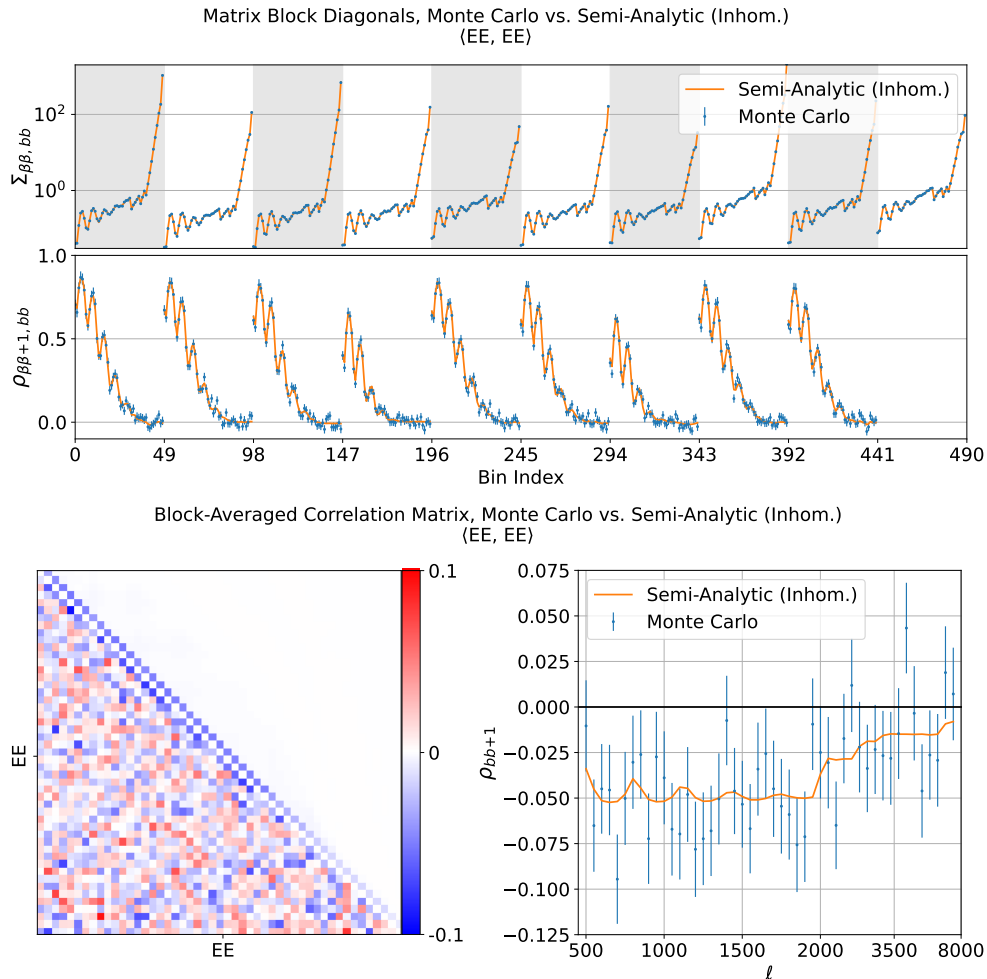 Matrix Block Diagonals, Monte Carlo vs. Semi-Analytic (Inhom.)
⟨EE, EE⟩
Semi-Analytic (Inhom.)
Monte Carlo
Σββ, bb
10²
10⁰
ρββ+1, bb
1.0
0.5
0.0
0 49 98 147 196 245 294 343 392 441 490
Bin Index
Block-Averaged Correlation Matrix, Monte Carlo vs. Semi-Analytic (Inhom.)
⟨EE, EE⟩
EE
EE
0.1
0
-0.1
Semi-Analytic (Inhom.)
Monte Carlo
ρbb+1
0.075
0.050
0.025
0.000
−0.025
−0.050
−0.075
−0.100
−0.125
500 1000 1500 2000 3500 8000
ℓ